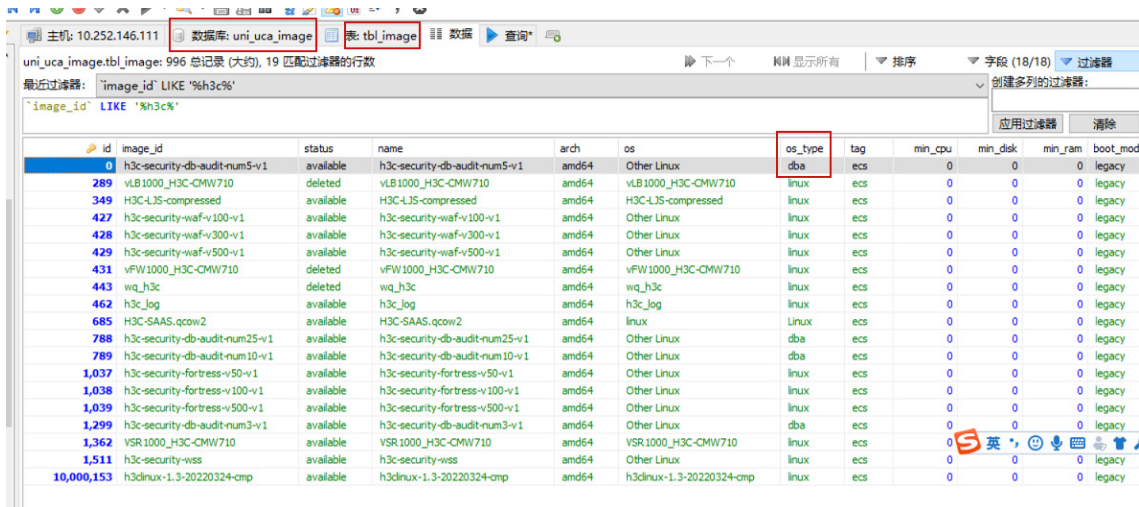 主机: 10.252.146.111 数据库: uni_uca_image 表: tbl_image 数据 查询*
uni_uca_image.tbl_image: 996 总记录 (大约), 19 匹配过滤器的行数 下一个 显示所有 排序 字段 (18/18) 过滤器
最近过滤器: `image_id` LIKE '%h3c%' 创建多列的过滤器:
`image_id` LIKE '%h3c%'
应用过滤器 清除
id image_id status name arch os os_type tag min_cpu min_disk min_ram boot_mod
0 h3c-security-db-audit-num5-v1 available h3c-security-db-audit-num5-v1 amd64 Other Linux dba ecs 0 0 0 legacy
289 vLB1000_H3C-CMW710 deleted vLB1000_H3C-CMW710 amd64 vLB1000_H3C-CMW710 linux ecs 0 0 0 legacy
349 H3C-LJS-compressed available H3C-LJS-compressed amd64 H3C-LJS-compressed linux ecs 0 0 0 legacy
427 h3c-security-waf-v100-v1 available h3c-security-waf-v100-v1 amd64 Other Linux linux ecs 0 0 0 legacy
428 h3c-security-waf-v300-v1 available h3c-security-waf-v300-v1 amd64 Other Linux linux ecs 0 0 0 legacy
429 h3c-security-waf-v500-v1 available h3c-security-waf-v500-v1 amd64 Other Linux linux ecs 0 0 0 legacy
431 vFW1000_H3C-CMW710 deleted vFW1000_H3C-CMW710 amd64 vFW1000_H3C-CMW710 linux ecs 0 0 0 legacy
443 wq_h3c deleted wq_h3c amd64 wq_h3c linux ecs 0 0 0 legacy
462 h3c_log available h3c_log amd64 h3c_log linux ecs 0 0 0 legacy
685 H3C-SAAS.qcow2 available H3C-SAAS.qcow2 amd64 linux Linux ecs 0 0 0 legacy
788 h3c-security-db-audit-num25-v1 available h3c-security-db-audit-num25-v1 amd64 Other Linux dba ecs 0 0 0 legacy
789 h3c-security-db-audit-num10-v1 available h3c-security-db-audit-num10-v1 amd64 Other Linux dba ecs 0 0 0 legacy
1,037 h3c-security-fortress-v50-v1 available h3c-security-fortress-v50-v1 amd64 Other Linux linux ecs 0 0 0 legacy
1,038 h3c-security-fortress-v100-v1 available h3c-security-fortress-v100-v1 amd64 Other Linux linux ecs 0 0 0 legacy
1,039 h3c-security-fortress-v500-v1 available h3c-security-fortress-v500-v1 amd64 Other Linux linux ecs 0 0 0 legacy
1,299 h3c-security-db-audit-num3-v1 available h3c-security-db-audit-num3-v1 amd64 Other Linux dba ecs 0 0 0 legacy
1,362 VSR1000_H3C-CMW710 available VSR1000_H3C-CMW710 amd64 VSR1000_H3C-CMW710 linux ecs 0 英
1,511 h3c-security-wss available h3c-security-wss amd64 Other Linux linux ecs 0 0 0 legacy
10,000,153 h3clinux-1.3-20220324-cmp available h3clinux-1.3-20220324-cmp amd64 h3clinux-1.3-20220324-cmp linux ecs 0 0 0 legacy